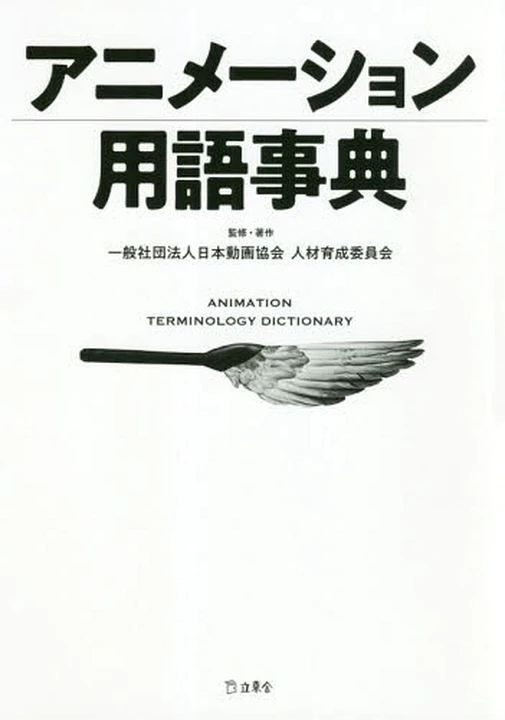 アニメーション
用語事典
監修・著作
一般社団法人日本動画協会 人材育成委員会
ANIMATION
TERMINOLOGY DICTIONARY
立東舎